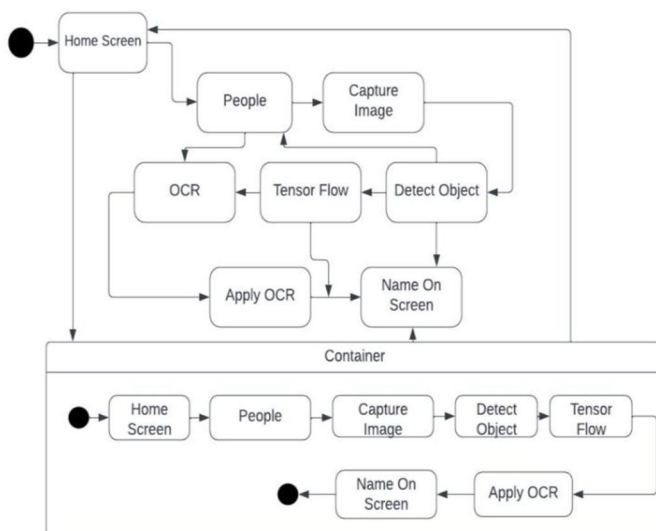 Home Screen
People
Capture
Image
OCR
Tensor Flow
Detect Object
Apply OCR
Name On
Screen
Container
Home
Screen
People
Capture
Image
Detect
Object
Tensor
Flow
Name On
Screen
Apply OCR